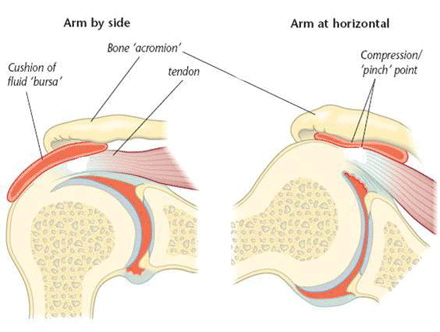 Arm by side
Arm at horizontal
Bone 'acromion'
Cushion of
fluid 'bursa'
tendon
Compression/
'pinch' point